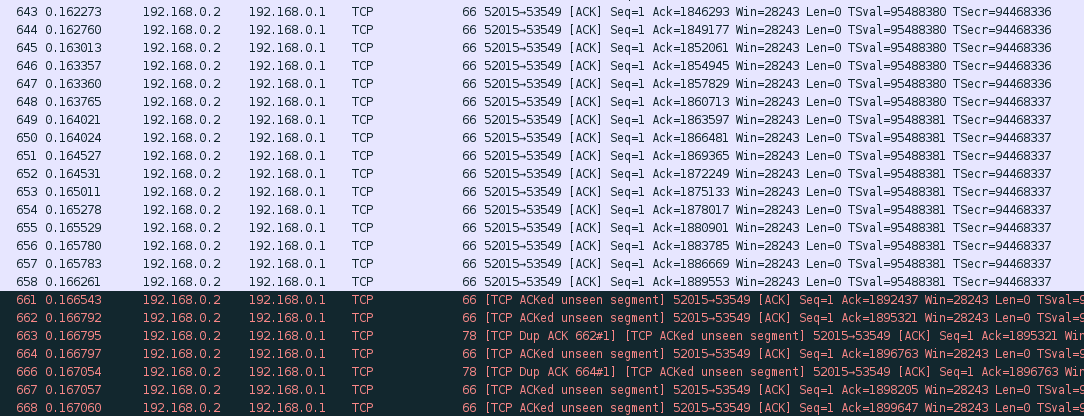 643 0.162273 192.168.0.2 192.168.0.1 TCP 66 52015→53549 [ACK] Seq=1 Ack=1846293 Win=28243 Len=0 TSval=95488380 TSecr=94468336
644 0.162760 192.168.0.2 192.168.0.1 TCP 66 52015→53549 [ACK] Seq=1 Ack=1849177 Win=28243 Len=0 TSval=95488380 TSecr=94468336
645 0.163013 192.168.0.2 192.168.0.1 TCP 66 52015→53549 [ACK] Seq=1 Ack=1852061 Win=28243 Len=0 TSval=95488380 TSecr=94468336
646 0.163357 192.168.0.2 192.168.0.1 TCP 66 52015→53549 [ACK] Seq=1 Ack=1854945 Win=28243 Len=0 TSval=95488380 TSecr=94468336
647 0.163360 192.168.0.2 192.168.0.1 TCP 66 52015→53549 [ACK] Seq=1 Ack=1857829 Win=28243 Len=0 TSval=95488380 TSecr=94468336
648 0.163765 192.168.0.2 192.168.0.1 TCP 66 52015→53549 [ACK] Seq=1 Ack=1860713 Win=28243 Len=0 TSval=95488380 TSecr=94468337
649 0.164021 192.168.0.2 192.168.0.1 TCP 66 52015→53549 [ACK] Seq=1 Ack=1863597 Win=28243 Len=0 TSval=95488381 TSecr=94468337
650 0.164024 192.168.0.2 192.168.0.1 TCP 66 52015→53549 [ACK] Seq=1 Ack=1866481 Win=28243 Len=0 TSval=95488381 TSecr=94468337
651 0.164527 192.168.0.2 192.168.0.1 TCP 66 52015→53549 [ACK] Seq=1 Ack=1869365 Win=28243 Len=0 TSval=95488381 TSecr=94468337
652 0.164531 192.168.0.2 192.168.0.1 TCP 66 52015→53549 [ACK] Seq=1 Ack=1872249 Win=28243 Len=0 TSval=95488381 TSecr=94468337
653 0.165011 192.168.0.2 192.168.0.1 TCP 66 52015→53549 [ACK] Seq=1 Ack=1875133 Win=28243 Len=0 TSval=95488381 TSecr=94468337
654 0.165278 192.168.0.2 192.168.0.1 TCP 66 52015→53549 [ACK] Seq=1 Ack=1878017 Win=28243 Len=0 TSval=95488381 TSecr=94468337
655 0.165529 192.168.0.2 192.168.0.1 TCP 66 52015→53549 [ACK] Seq=1 Ack=1880901 Win=28243 Len=0 TSval=95488381 TSecr=94468337
656 0.165780 192.168.0.2 192.168.0.1 TCP 66 52015→53549 [ACK] Seq=1 Ack=1883785 Win=28243 Len=0 TSval=95488381 TSecr=94468337
657 0.165783 192.168.0.2 192.168.0.1 TCP 66 52015→53549 [ACK] Seq=1 Ack=1886669 Win=28243 Len=0 TSval=95488381 TSecr=94468337
658 0.166261 192.168.0.2 192.168.0.1 TCP 66 52015→53549 [ACK] Seq=1 Ack=1889553 Win=28243 Len=0 TSval=95488381 TSecr=94468337
661 0.166543 192.168.0.2 192.168.0.1 TCP 66 [TCP ACKed unseen segment] 52015→53549 [ACK] Seq=1 Ack=1892437 Win=28243 Len=0 TSval=9
662 0.166792 192.168.0.2 192.168.0.1 TCP 66 [TCP ACKed unseen segment] 52015→53549 [ACK] Seq=1 Ack=1895321 Win=28243 Len=0 TSval=9
663 0.166795 192.168.0.2 192.168.0.1 TCP 78 [TCP Dup ACK 662#1] [TCP ACKed unseen segment] 52015→53549 [ACK] Seq=1 Ack=1895321 Win
664 0.166797 192.168.0.2 192.168.0.1 TCP 66 [TCP ACKed unseen segment] 52015→53549 [ACK] Seq=1 Ack=1896763 Win=28243 Len=0 TSval=9
666 0.167054 192.168.0.2 192.168.0.1 TCP 78 [TCP Dup ACK 664#1] [TCP ACKed unseen segment] 52015→53549 [ACK] Seq=1 Ack=1896763 Win
667 0.167057 192.168.0.2 192.168.0.1 TCP 66 [TCP ACKed unseen segment] 52015→53549 [ACK] Seq=1 Ack=1898205 Win=28243 Len=0 TSval=9
668 0.167060 192.168.0.2 192.168.0.1 TCP 66 [TCP ACKed unseen segment] 52015→53549 [ACK] Seq=1 Ack=1899647 Win=28243 Len=0 TSval=9